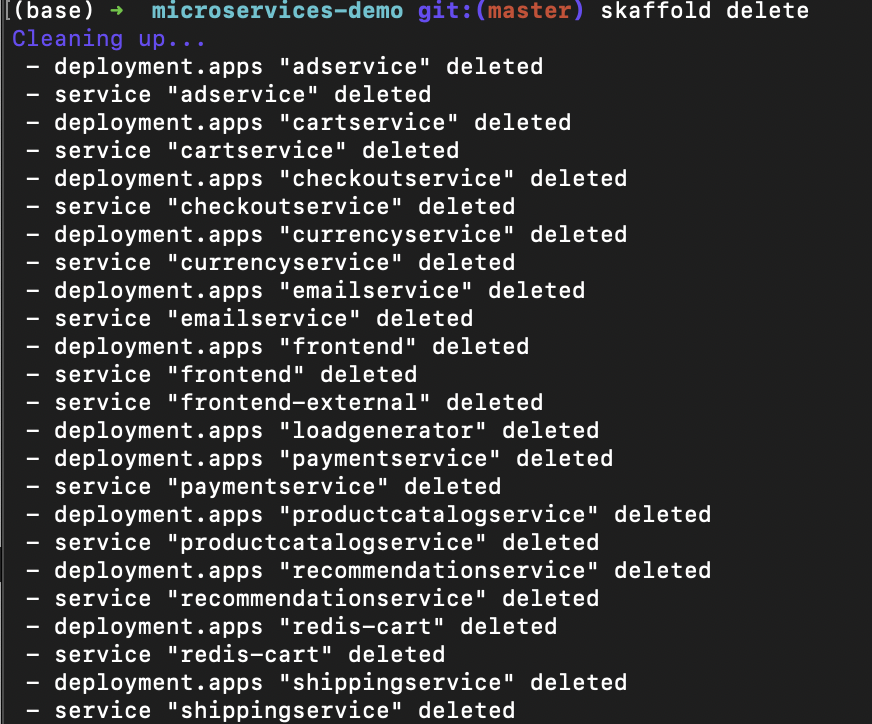 (base) → microservices-demo git:(master) skaffold delete
Cleaning up...
- deployment.apps "adservice" deleted
- service "adservice" deleted
- deployment.apps "cartservice" deleted
- service "cartservice" deleted
- deployment.apps "checkoutservice" deleted
- service "checkoutservice" deleted
- deployment.apps "currencyservice" deleted
- service "currencyservice" deleted
- deployment.apps "emailservice" deleted
- service "emailservice" deleted
- deployment.apps "frontend" deleted
- service "frontend" deleted
- service "frontend-external" deleted
- deployment.apps "loadgenerator" deleted
- deployment.apps "paymentservice" deleted
- service "paymentservice" deleted
- deployment.apps "productcatalogservice" deleted
- service "productcatalogservice" deleted
- deployment.apps "recommendationservice" deleted
- service "recommendationservice" deleted
- deployment.apps "redis-cart" deleted
- service "redis-cart" deleted
- deployment.apps "shippingservice" deleted
- service "shippingservice" deleted